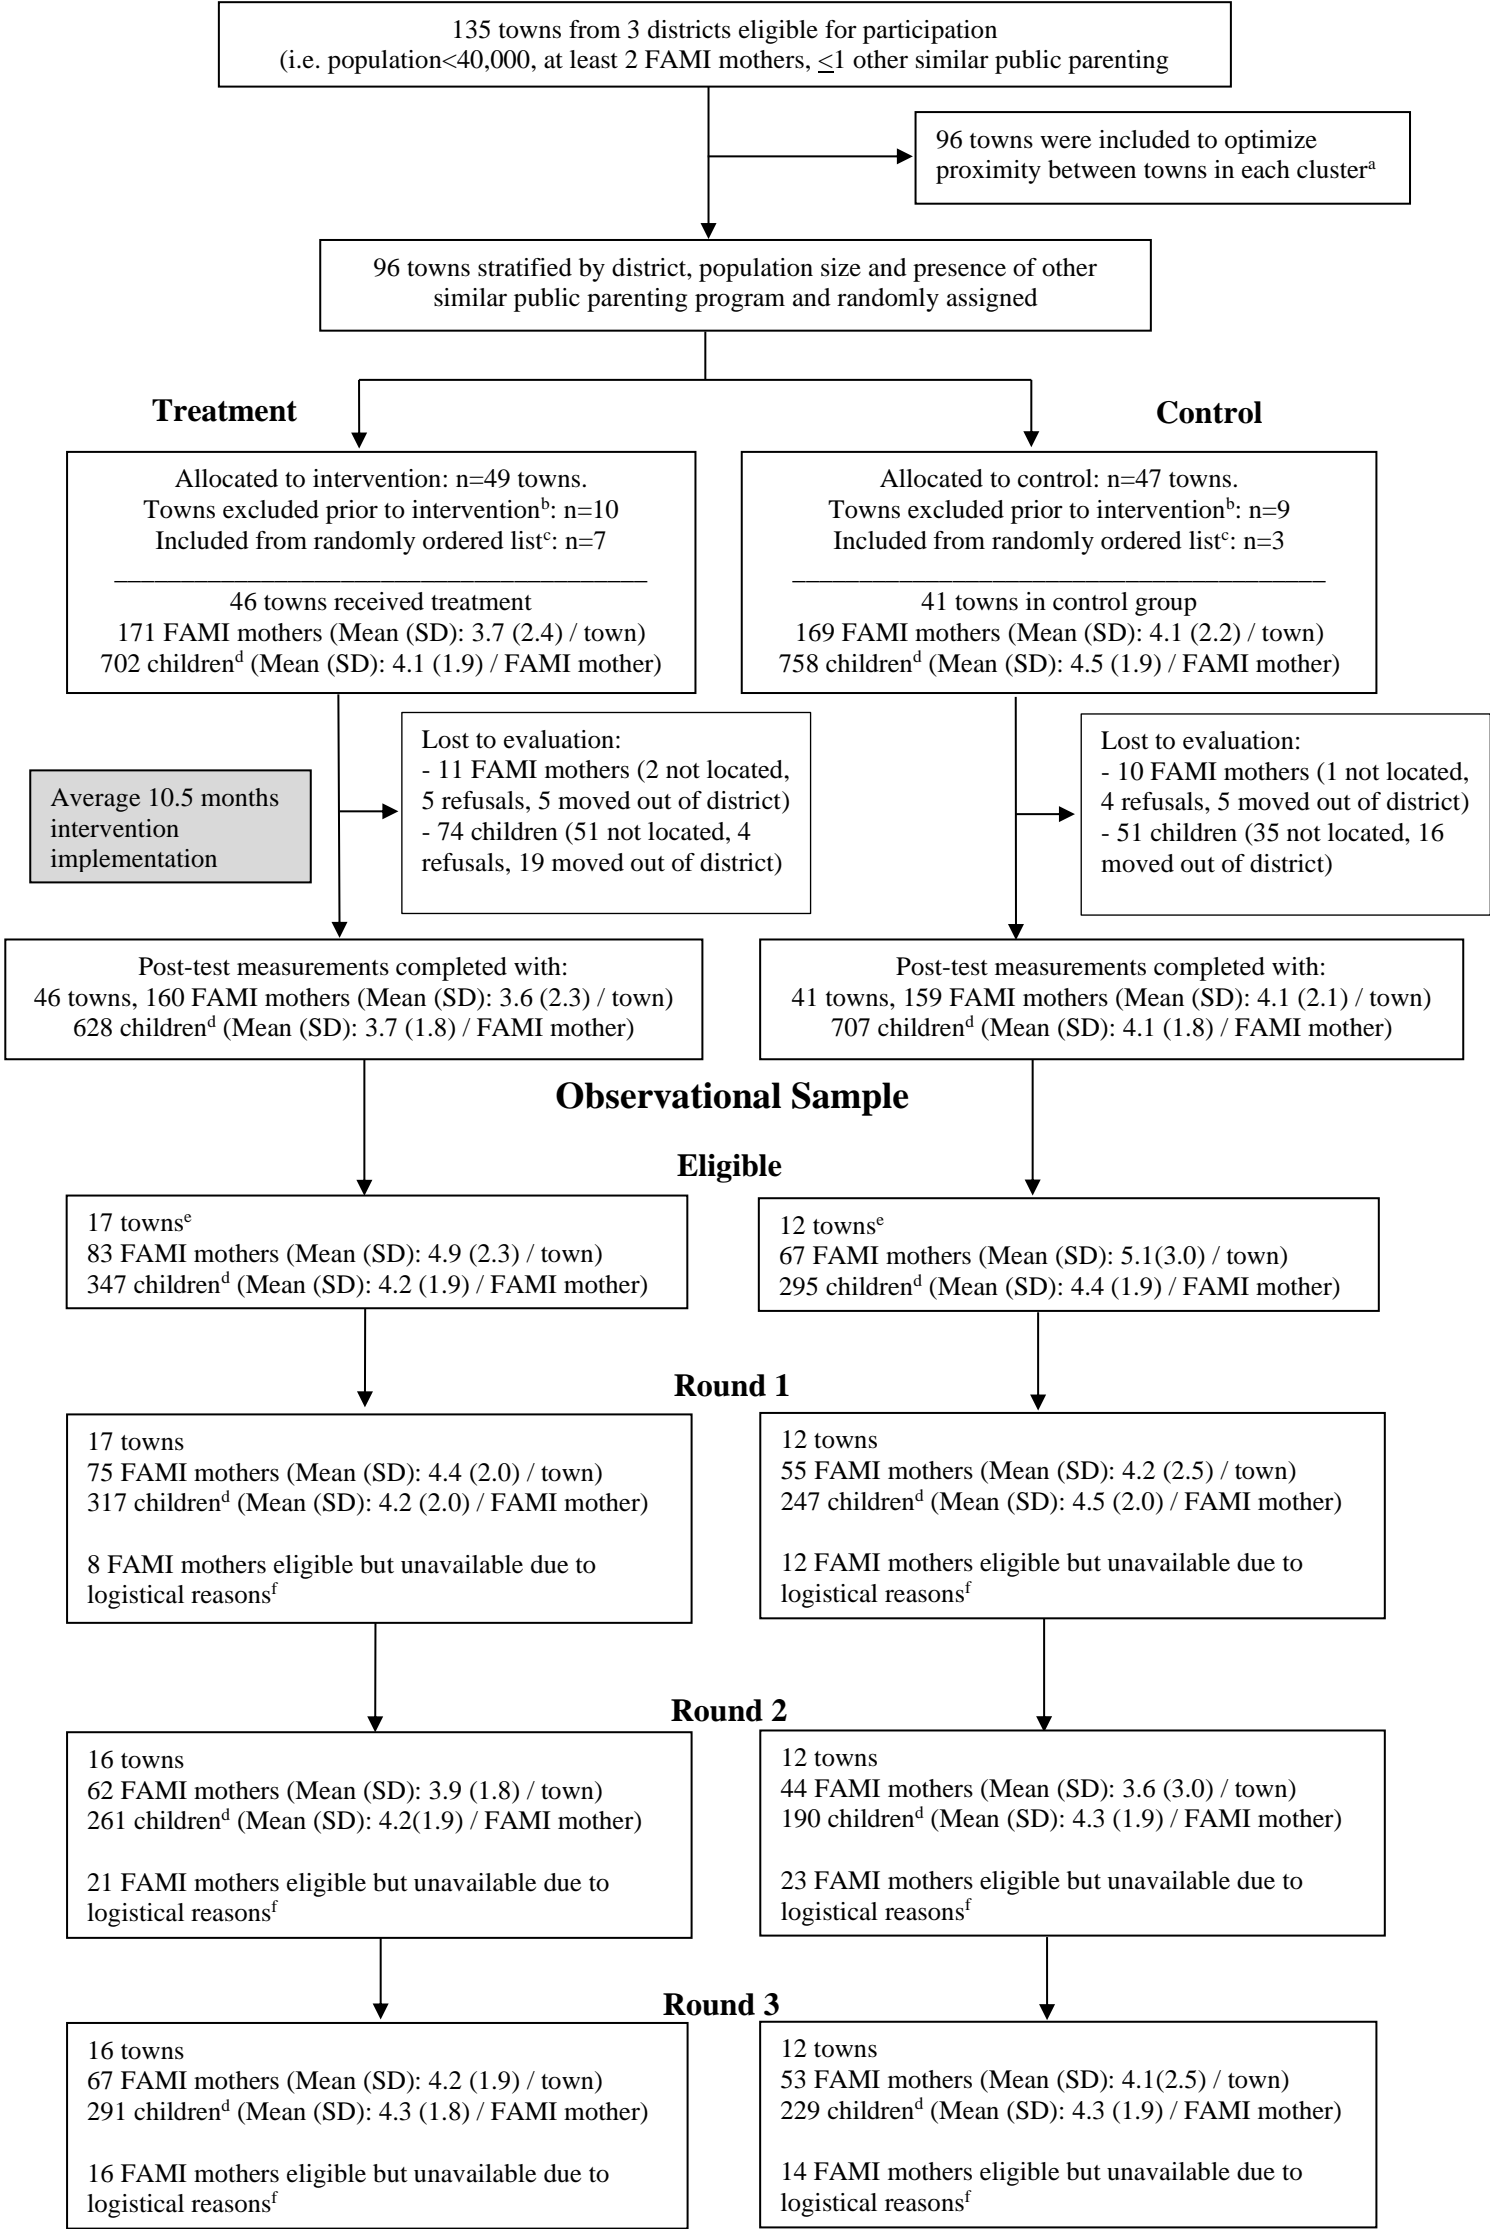 135 towns from 3 districts eligible for participation
(i.e. population<40,000, at least 2 FAMI mothers, <1 other similar public parenting
96 towns were included to optimize
proximity between towns in each clusterᵃ
96 towns stratified by district, population size and presence of other
similar public parenting program and randomly assigned
Treatment
Control
Allocated to intervention: n=49 towns.
Towns excluded prior to interventionᵇ: n=10
Included from randomly ordered listᶜ: n=7
46 towns received treatment
171 FAMI mothers (Mean (SD): 3.7 (2.4) / town)
702 childrenᵈ (Mean (SD): 4.1 (1.9) / FAMI mother)
Allocated to control: n=47 towns.
Towns excluded prior to interventionᵇ: n=9
Included from randomly ordered listᶜ: n=3
41 towns in control group
169 FAMI mothers (Mean (SD): 4.1 (2.2) / town)
758 childrenᵈ (Mean (SD): 4.5 (1.9) / FAMI mother)
Average 10.5 months
intervention
implementation
Lost to evaluation:
- 11 FAMI mothers (2 not located,
5 refusals, 5 moved out of district)
- 74 children (51 not located, 4
refusals, 19 moved out of district)
Lost to evaluation:
- 10 FAMI mothers (1 not located,
4 refusals, 5 moved out of district)
- 51 children (35 not located, 16
moved out of district)
Post-test measurements completed with:
46 towns, 160 FAMI mothers (Mean (SD): 3.6 (2.3) / town)
628 childrenᵈ (Mean (SD): 3.7 (1.8) / FAMI mother)
Post-test measurements completed with:
41 towns, 159 FAMI mothers (Mean (SD): 4.1 (2.1) / town)
707 childrenᵈ (Mean (SD): 4.1 (1.8) / FAMI mother)
Observational Sample
Eligible
17 townsᵉ
83 FAMI mothers (Mean (SD): 4.9 (2.3) / town)
347 childrenᵈ (Mean (SD): 4.2 (1.9) / FAMI mother)
12 townsᵉ
67 FAMI mothers (Mean (SD): 5.1(3.0) / town)
295 childrenᵈ (Mean (SD): 4.4 (1.9) / FAMI mother)
Round 1
17 towns
75 FAMI mothers (Mean (SD): 4.4 (2.0) / town)
317 childrenᵈ (Mean (SD): 4.2 (2.0) / FAMI mother)
8 FAMI mothers eligible but unavailable due to
logistical reasonsᶠ
12 towns
55 FAMI mothers (Mean (SD): 4.2 (2.5) / town)
247 childrenᵈ (Mean (SD): 4.5 (2.0) / FAMI mother)
12 FAMI mothers eligible but unavailable due to
logistical reasonsᶠ
Round 2
16 towns
62 FAMI mothers (Mean (SD): 3.9 (1.8) / town)
261 childrenᵈ (Mean (SD): 4.2(1.9) / FAMI mother)
21 FAMI mothers eligible but unavailable due to
logistical reasonsᶠ
12 towns
44 FAMI mothers (Mean (SD): 3.6 (3.0) / town)
190 childrenᵈ (Mean (SD): 4.3 (1.9) / FAMI mother)
23 FAMI mothers eligible but unavailable due to
logistical reasonsᶠ
Round 3
16 towns
67 FAMI mothers (Mean (SD): 4.2 (1.9) / town)
291 childrenᵈ (Mean (SD): 4.3 (1.8) / FAMI mother)
16 FAMI mothers eligible but unavailable due to
logistical reasonsᶠ
12 towns
53 FAMI mothers (Mean (SD): 4.1(2.5) / town)
229 childrenᵈ (Mean (SD): 4.3 (1.9) / FAMI mother)
14 FAMI mothers eligible but unavailable due to
logistical reasonsᶠ